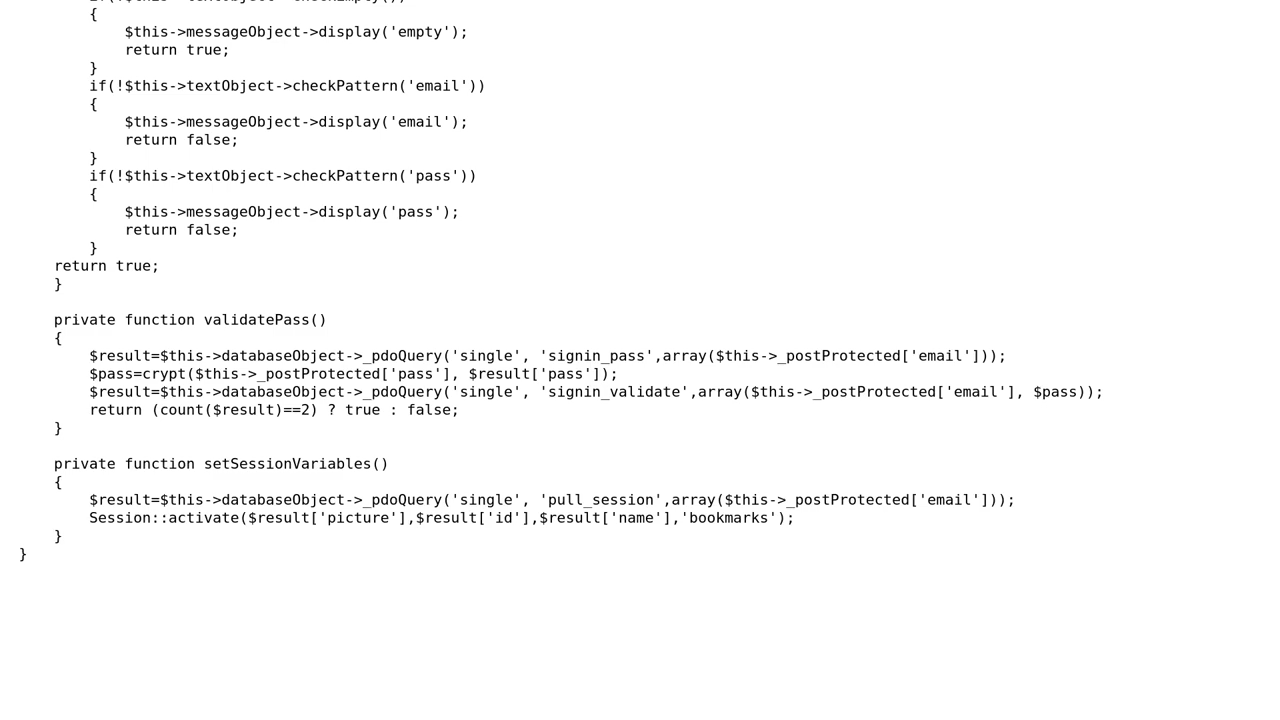 {
$this->messageObject->display('empty');
return true;
}
if(!$this->textObject->checkPattern('email'))
{
$this->messageObject->display('email');
return false;
}
if(!$this->textObject->checkPattern('pass'))
{
$this->messageObject->display('pass');
return false;
}
return true;
}
private function validatePass()
{
$result=$this->databaseObject->_pdoQuery('single', 'signin_pass',array($this->_postProtected['email']));
$pass=crypt($this->_postProtected['pass'], $result['pass']);
$result=$this->databaseObject->_pdoQuery('single', 'signin_validate',array($this->_postProtected['email'], $pass));
return (count($result)==2) ? true : false;
}
private function setSessionVariables()
{
$result=$this->databaseObject->_pdoQuery('single', 'pull_session',array($this->_postProtected['email']));
Session::activate($result['picture'],$result['id'],$result['name'],'bookmarks');
}
}